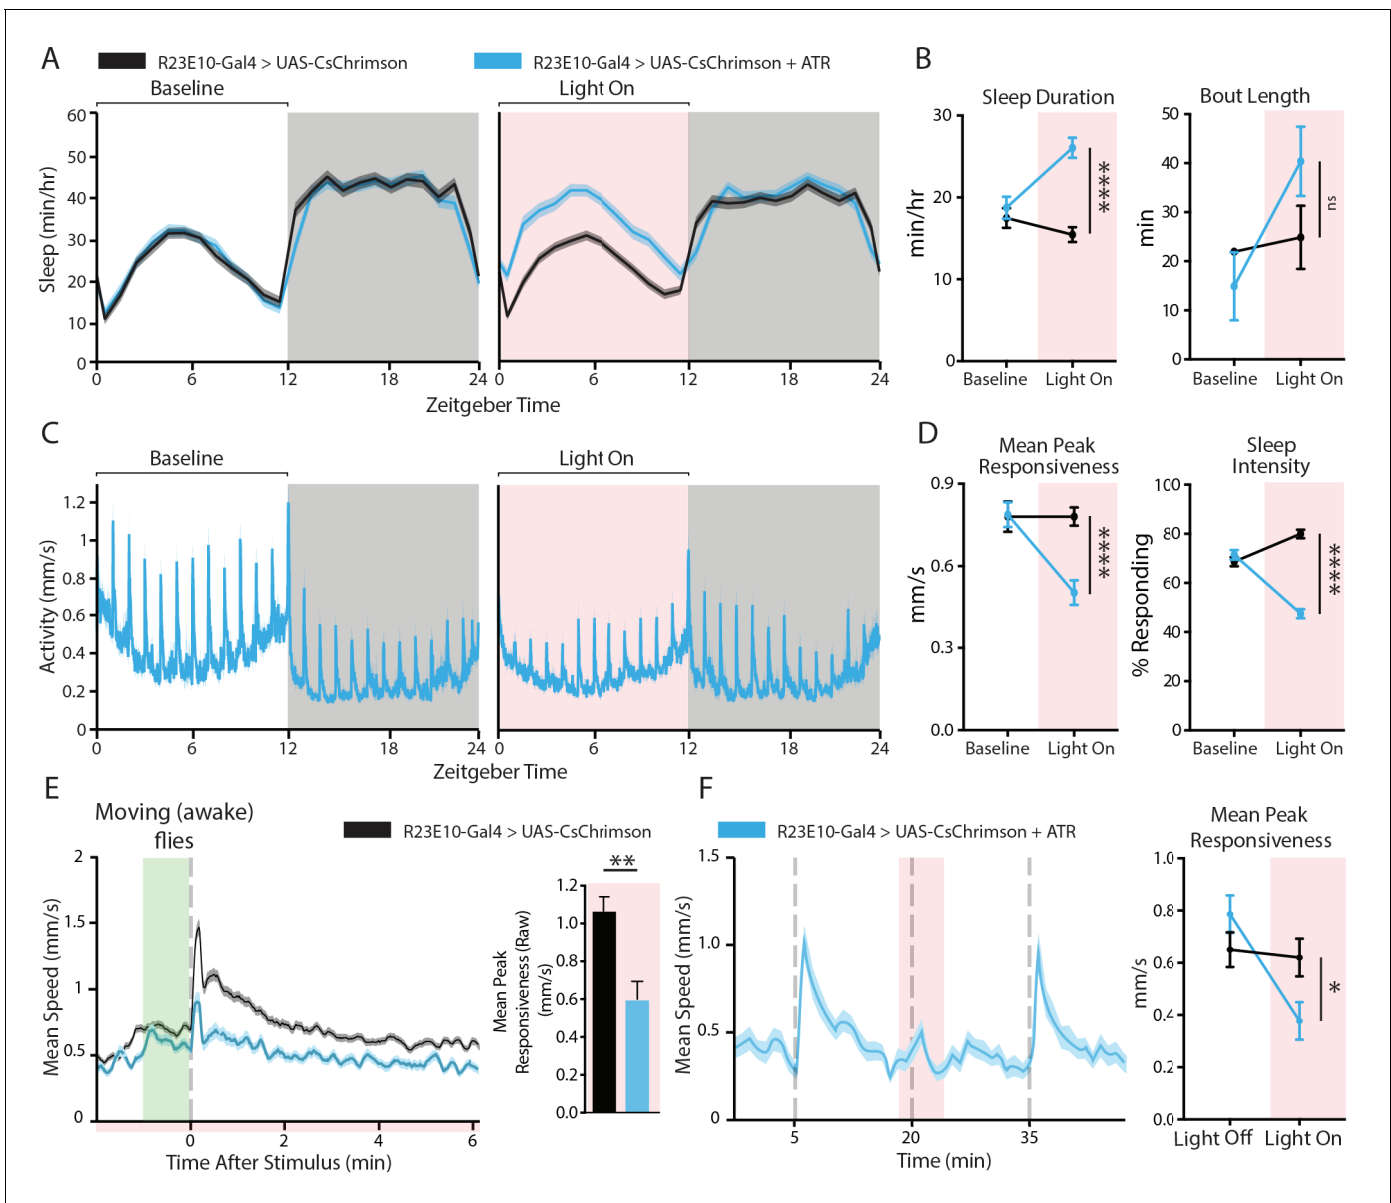 A
R23E10-Gal4 > UAS-CsChrimson
R23E10-Gal4 > UAS-CsChrimson + ATR
Baseline
Light On
Sleep (min/hr)
60
50
40
30
20
10
0
0
6
12
18
24
0
6
12
18
24
Zeitgeber Time
B
Sleep Duration
min/hr
30
20
10
0
****
Baseline
Light On
Bout Length
min
50
40
30
20
10
0
ns
Baseline
Light On
C
Baseline
Light On
Activity (mm/s)
1.2
1
0.8
0.6
0.4
0.2
0
0
6
12
18
24
0
6
12
18
24
Zeitgeber Time
D
Mean Peak
Responsiveness
mm/s
0.9
0.6
0.3
0.0
****
Baseline
Light On
Sleep
Intensity
% Responding
100
80
60
40
20
0
****
Baseline
Light On
E
Moving (awake)
flies
R23E10-Gal4 > UAS-CsChrimson
Mean Speed (mm/s)
2
1.5
1
0.5
0
0
2
4
6
Time After Stimulus (min)
Mean Peak
Responsiveness (Raw)
(mm/s)
**
1.2
1.0
0.8
0.6
0.4
0.2
0.0
F
R23E10-Gal4 > UAS-CsChrimson + ATR
Mean Speed (mm/s)
1.5
1.0
0.5
0
5
20
35
Time (min)
Mean Peak
Responsiveness
mm/s
1.0
0.8
0.6
0.4
0.2
0.0
*
Light Off
Light On